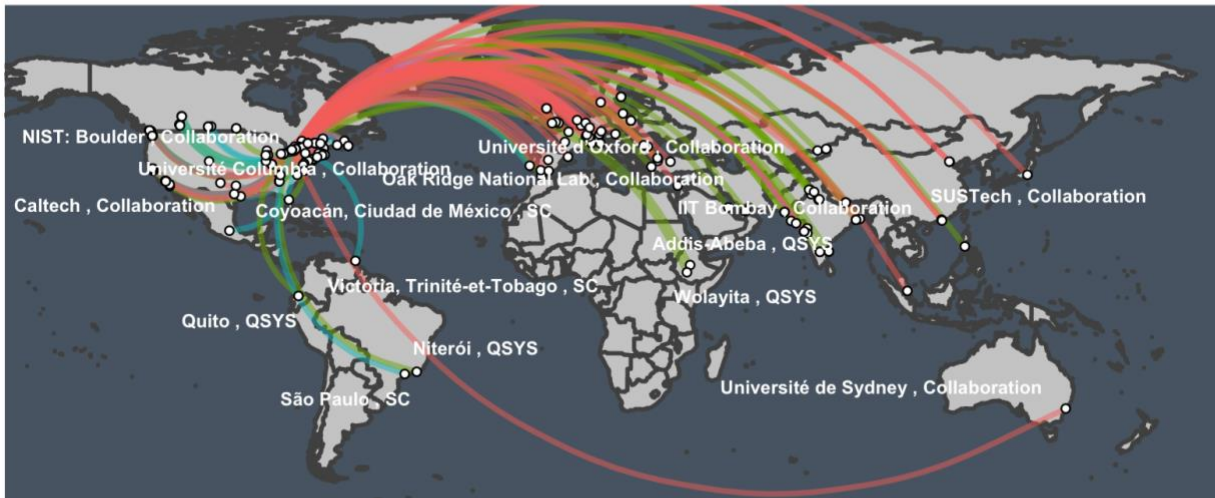 NIST: Boulder , Collaboration
Université d'Oxford , Collaboration
Université Columbia , Collaboration
Oak Ridge National Lab , Collaboration
SUSTech , Collaboration
Caltech , Collaboration
Coyoacán, Ciudad de México , SC
IIT Bombay , Collaboration
Addis-Abeba , QSYS
Victoria, Trinité-et-Tobago , SC
Wolayita , QSYS
Quito , QSYS
Niterói , QSYS
Université de Sydney , Collaboration
São Paulo , SC